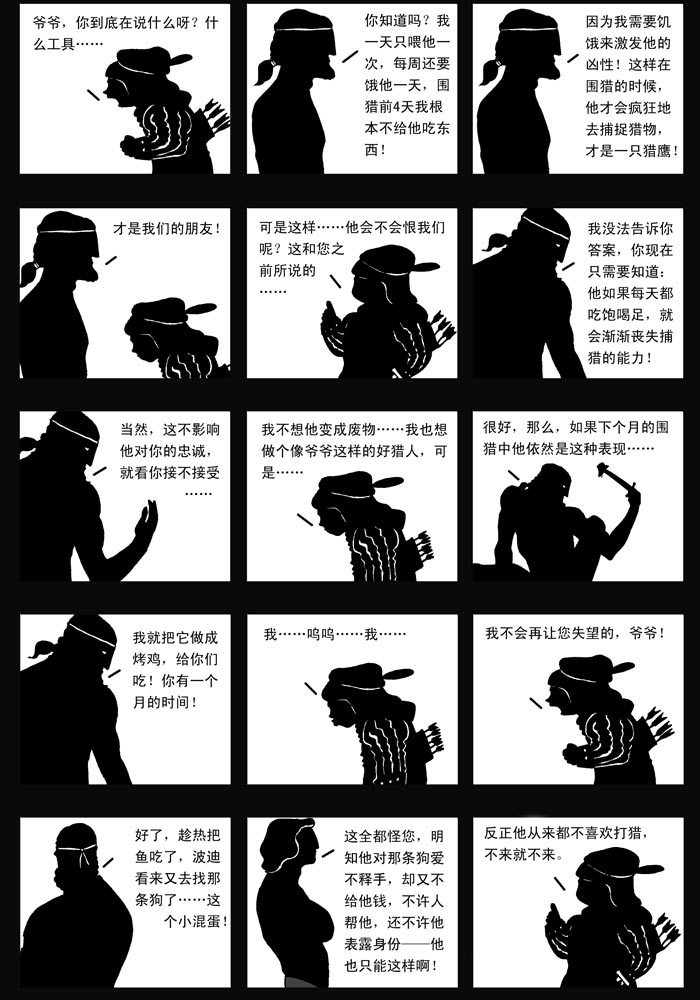 爷爷，你到底在说什么呀？什
么工具……
你知道吗？我
一天只喂他一
次，每周还要
饿他一天，围
猎前4天我根
本不给他吃东
西！
因为我需要饥
饿来激发他的
凶性！这样在
围猎的时候，
他才会疯狂地
去捕捉猎物，
才是一只猎鹰！
才是我们的朋友！
可是这样……他会不会恨我们
呢？这和您之
前所说的
……
我没法告诉你
答案，你现在
只需要知道：
他如果每天都
吃饱喝足，就
会渐渐丧失捕
猎的能力！
当然，这不影响
他对你的忠诚，
就看你接不接受
……
我不想他变成废物……我也想
做个像爷爷这样的好猎人，可
是……
很好，那么，如果下个月的围
猎中他依然是这种表现……
我就把它做成
烤鸡，给你们
吃！你有一个
月的时间！
我……呜呜……我……
我不会再让您失望的，爷爷！
好了，趁热把
鱼吃了，波迪
看来又去找那
条狗了……这
个小混蛋！
这全都怪您，明
知他对那条狗爱
不释手，却又不
给他钱，不许人
帮他，还不许他
表露身份——他
也只能这样啊！
反正他从来都不喜欢打猎，
不来就不来。